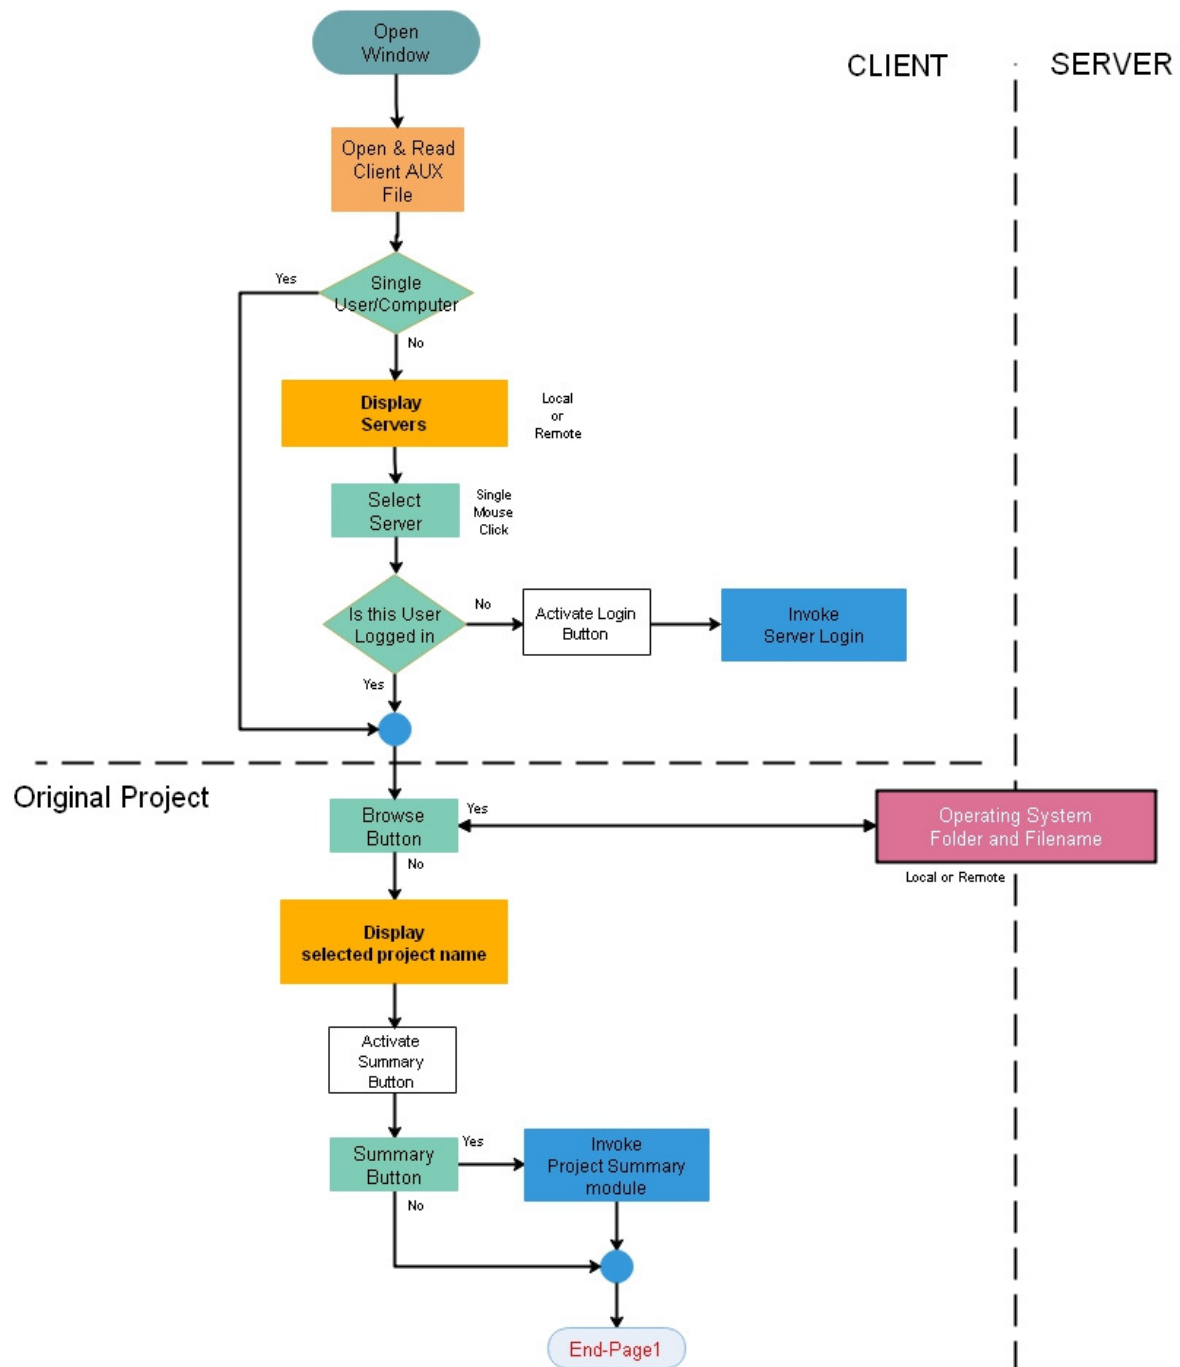 Open
Window
CLIENT
SERVER
Open & Read
Client AUX
File
Yes
Single
User/Computer
No
Display
Servers
Local
or
Remote
Select
Server
Single
Mouse
Click
Is this User
Logged in
No
Activate Login
Button
Invoke
Server Login
Yes
Original Project
Browse
Button
Yes
Operating System
Folder and Filename
No
Local or Remote
Display
selected project name
Activate
Summary
Button
Summary
Button
Yes
Invoke
Project Summary
module
No
End-Page1